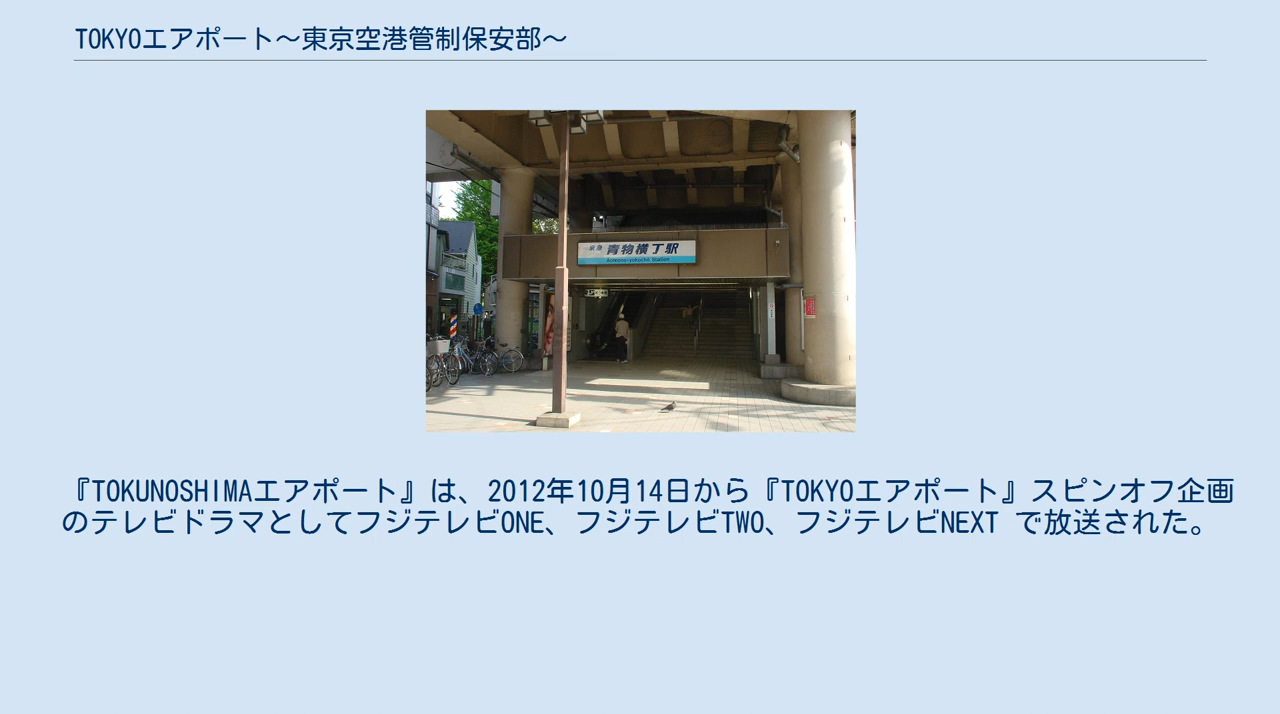 TOKYOエアポート〜東京空港管制保安部〜
京急 青物横丁駅
Aomono-yokochō Station
『TOKUNOSHIMAエアポート』は、2012年10月14日から『TOKYOエアポート』スピンオフ企画
のテレビドラマとしてフジテレビONE、フジテレビTWO、フジテレビNEXT で放送された。